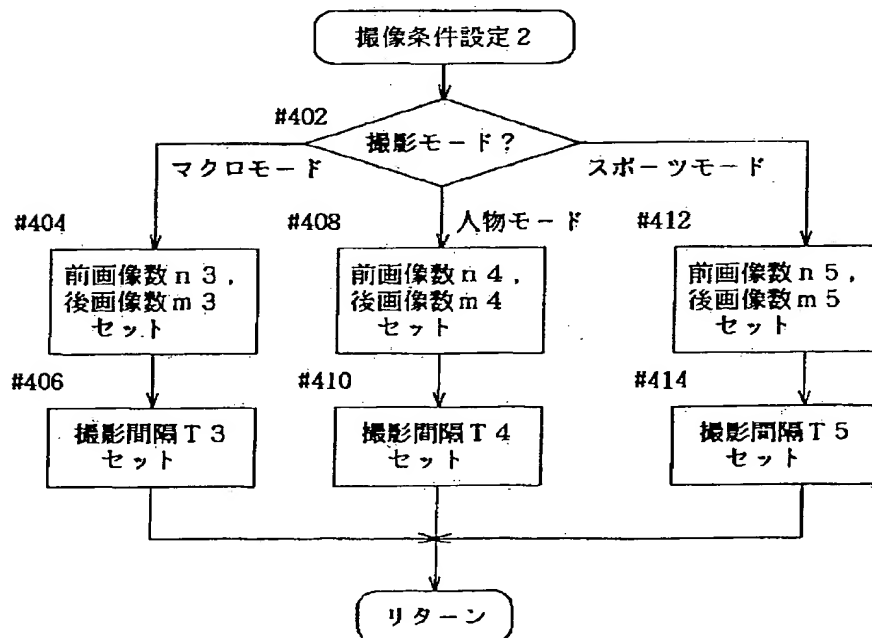 撮像条件設定2
#402
撮影モード?
マクロモード
スポーツモード
人物モード
#404
#408
#412
前画像数n3,
後画像数m3
セット
前画像数n4,
後画像数m4
セット
前画像数n5,
後画像数m5
セット
#406
#410
#414
撮影間隔T3
セット
撮影間隔T4
セット
撮影間隔T5
セット
リターン